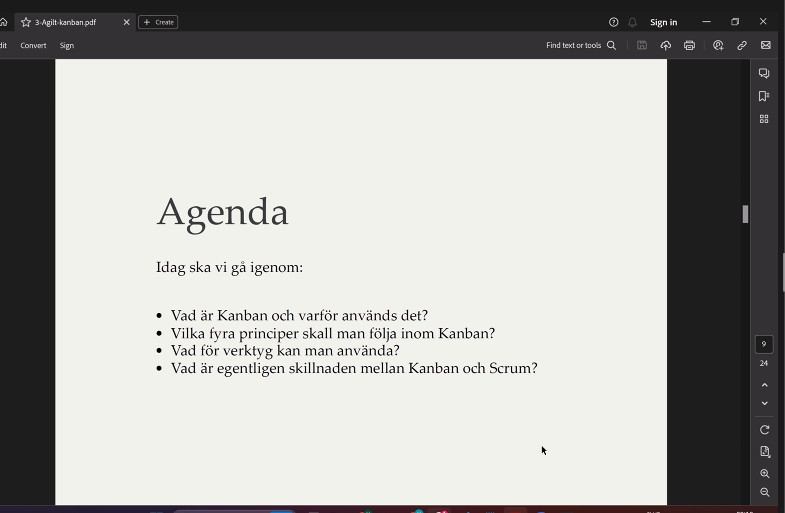 3-Agilt-kanban.pdf
Create
Sign in
Convert
Sign
Find text or tools
Agenda
Idag ska vi gå igenom:
• Vad är Kanban och varför används det?
• Vilka fyra principer skall man följa inom Kanban?
• Vad för verktyg kan man använda?
• Vad är egentligen skillnaden mellan Kanban och Scrum?
9
24